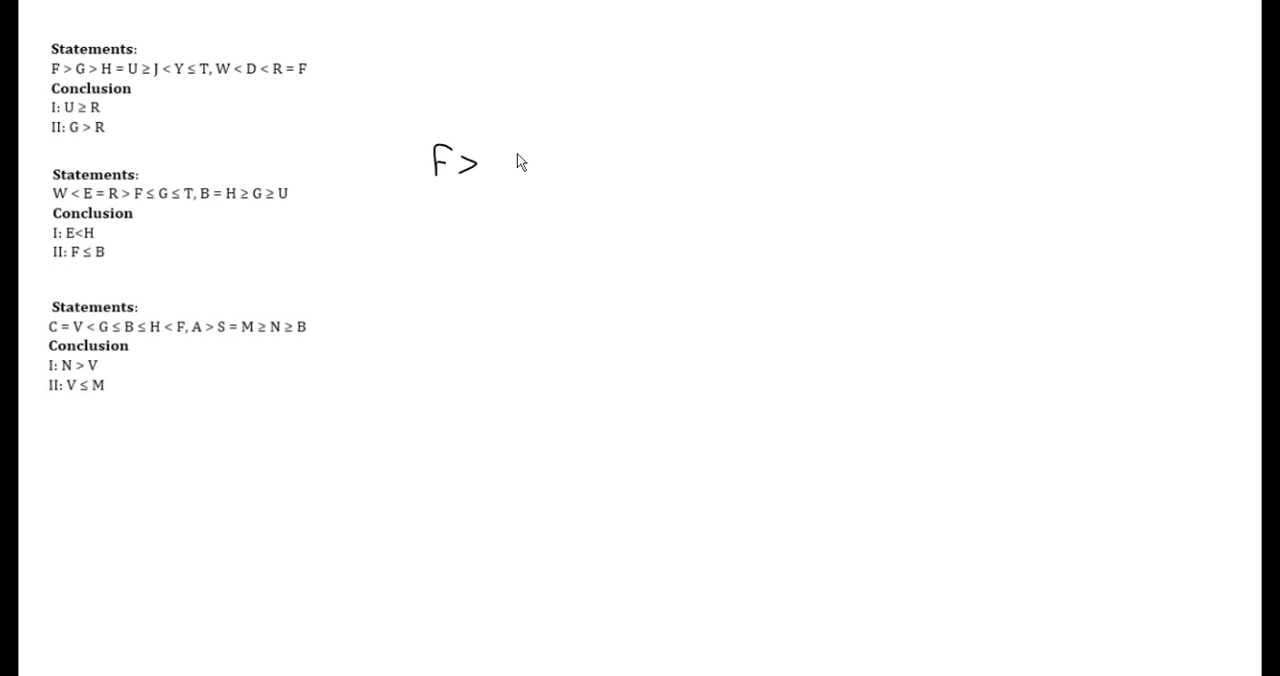 Statements:
F > G > H = U ≥ J < Y ≤ T, W < D < R = F
Conclusion
I: U ≥ R
II: G > R
F >
Statements:
W < E = R > F ≤ G ≤ T, B = H ≥ G ≥ U
Conclusion
I: E<H
II: F ≤ B
Statements:
C = V < G ≤ B ≤ H < F, A > S = M ≥ N ≥ B
Conclusion
I: N > V
II: V ≤ M